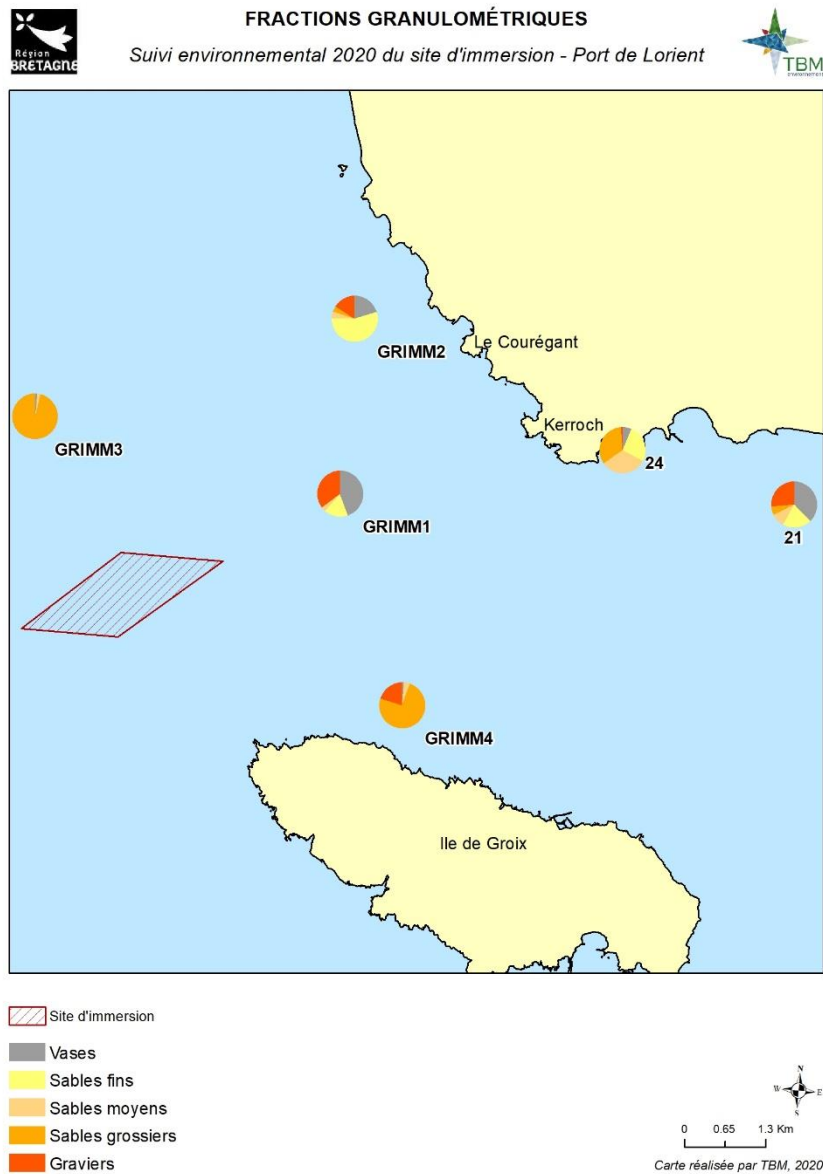 FRACTIONS GRANULOMÉTRIQUES
Suivi environnemental 2020 du site d'immersion - Port de Lorient
Région
BRETAGNE
TBM
environnement
Le Courégant
GRIMM2
Kerroch
GRIMM3
24
GRIMM1
21
GRIMM4
Ile de Groix
Site d'immersion
Vases
Sables fins
Sables moyens
Sables grossiers
Graviers
N
W E
S
0 0.65 1.3 Km
Carte réalisée par TBM, 2020